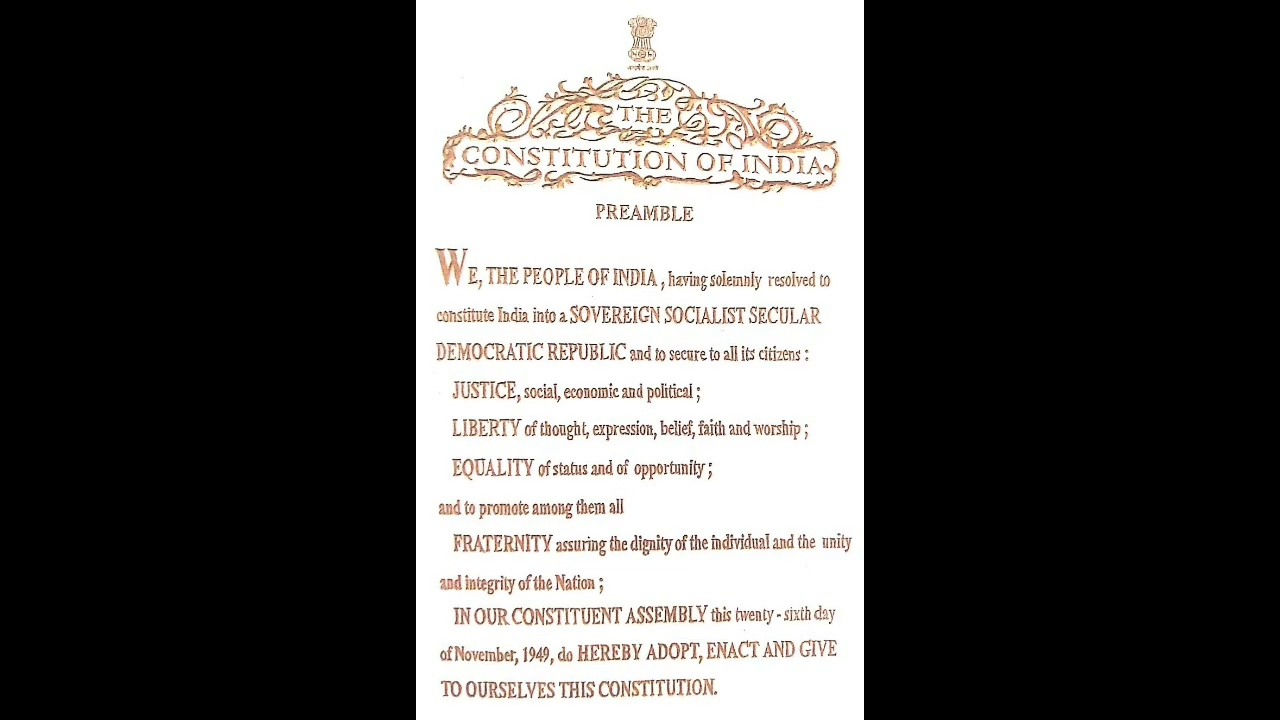 THE
CONSTITUTION OF INDIA
PREAMBLE
WE, THE PEOPLE OF INDIA , having solemnly resolved to
constitute India into a SOVEREIGN SOCIALIST SECULAR
DEMOCRATIC REPUBLIC and to secure to all its citizens :
JUSTICE, social, economic and political ;
LIBERTY of thought, expression, belief, faith and worship ;
EQUALITY of status and of opportunity ;
and to promote among them all
FRATERNITY assuring the dignity of the individual and the unity
and integrity of the Nation ;
IN OUR CONSTITUENT ASSEMBLY this twenty - sixth day
of November, 1949, do HEREBY ADOPT, ENACT AND GIVE
TO OURSELVES THIS CONSTITUTION.